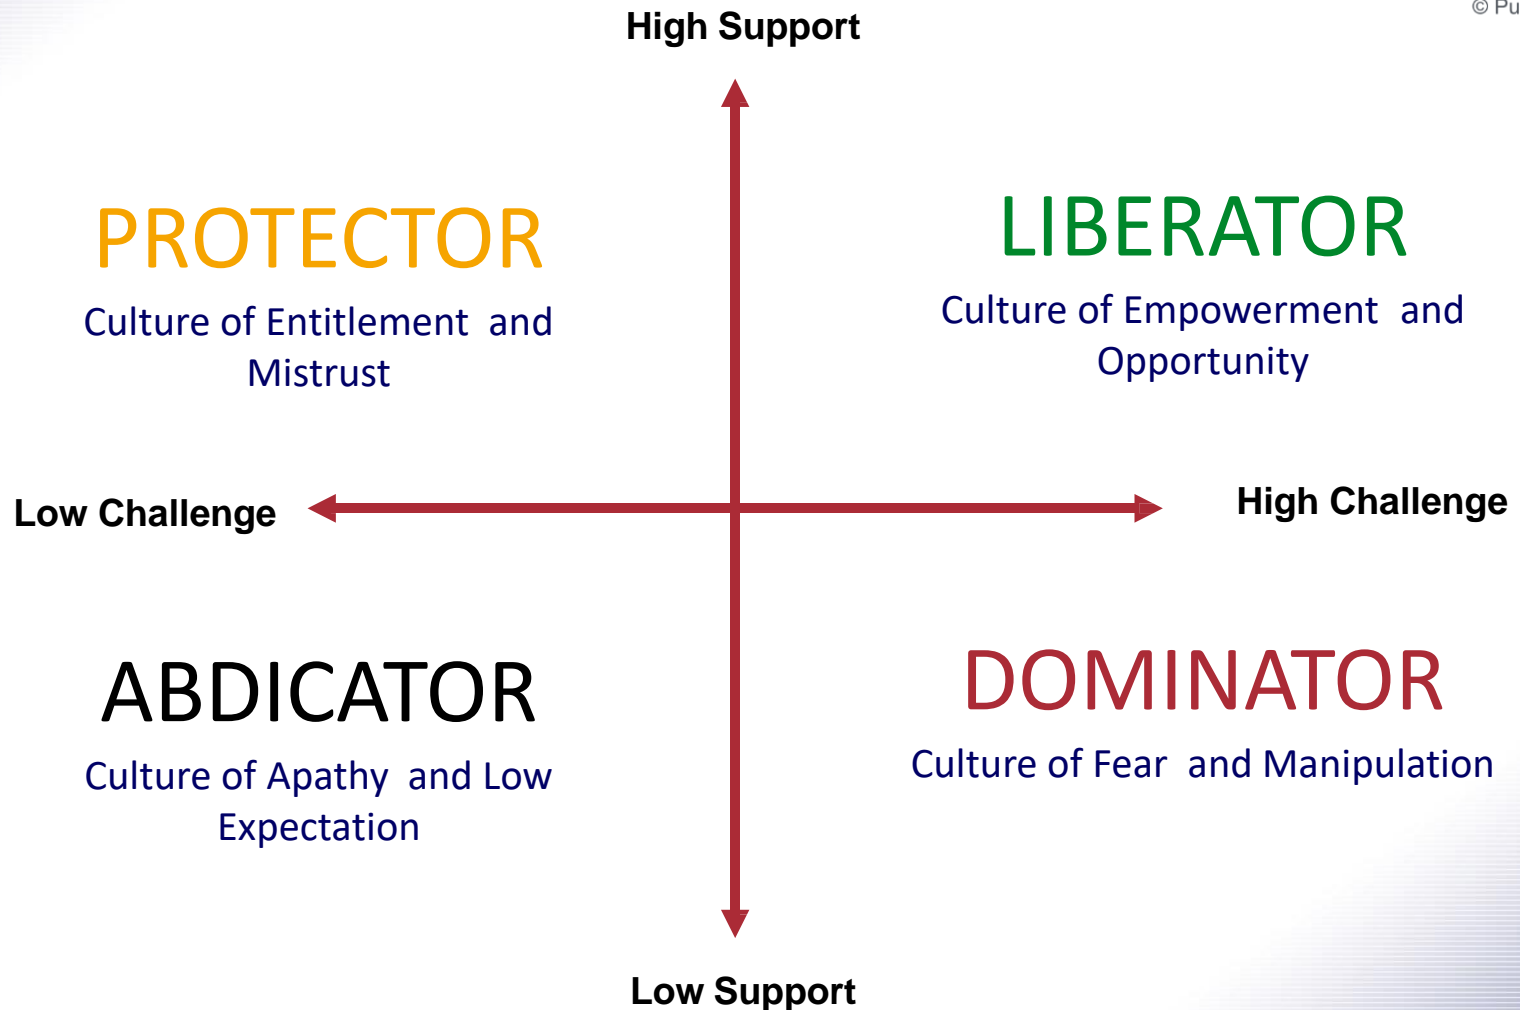 © Pu
High Support
PROTECTOR
Culture of Entitlement  and
Mistrust
LIBERATOR
Culture of Empowerment  and
Opportunity
Low Challenge
High Challenge
ABDICATOR
Culture of Apathy  and Low
Expectation
DOMINATOR
Culture of Fear  and Manipulation
Low Support